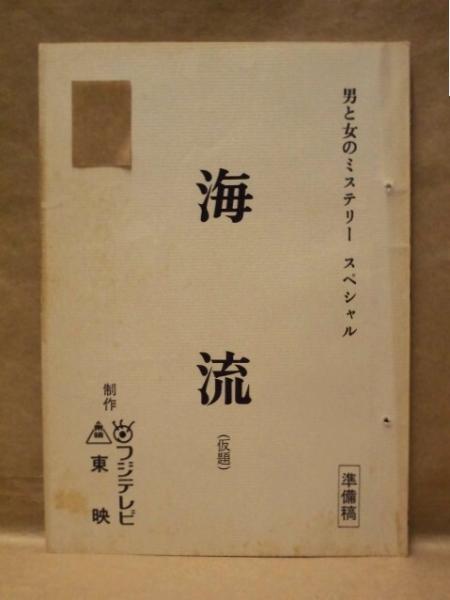 男と女のミステリー スペシャル
海流
(仮題)
準備稿
制作
フジテレビ
東映